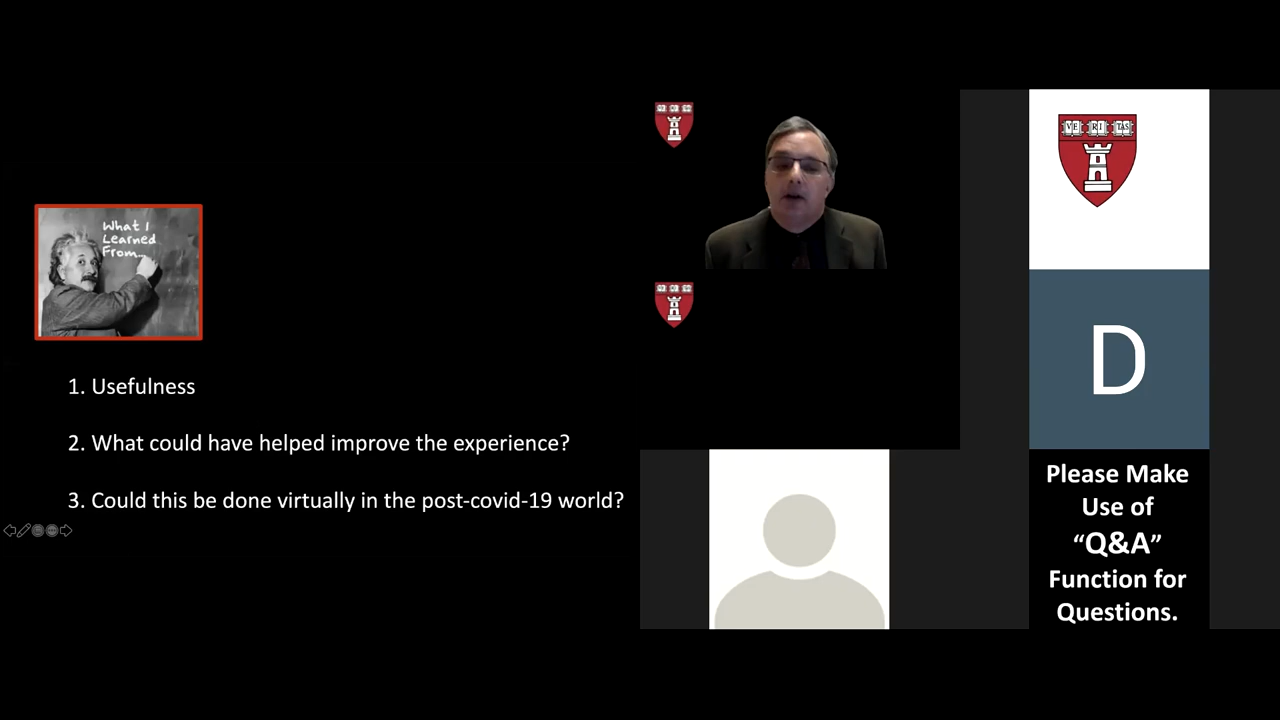 What I
Learned
From...
1. Usefulness
2. What could have helped improve the experience?
3. Could this be done virtually in the post-covid-19 world?
VE RI TAS
D
Please Make
Use of
“Q&A”
Function for
Questions.